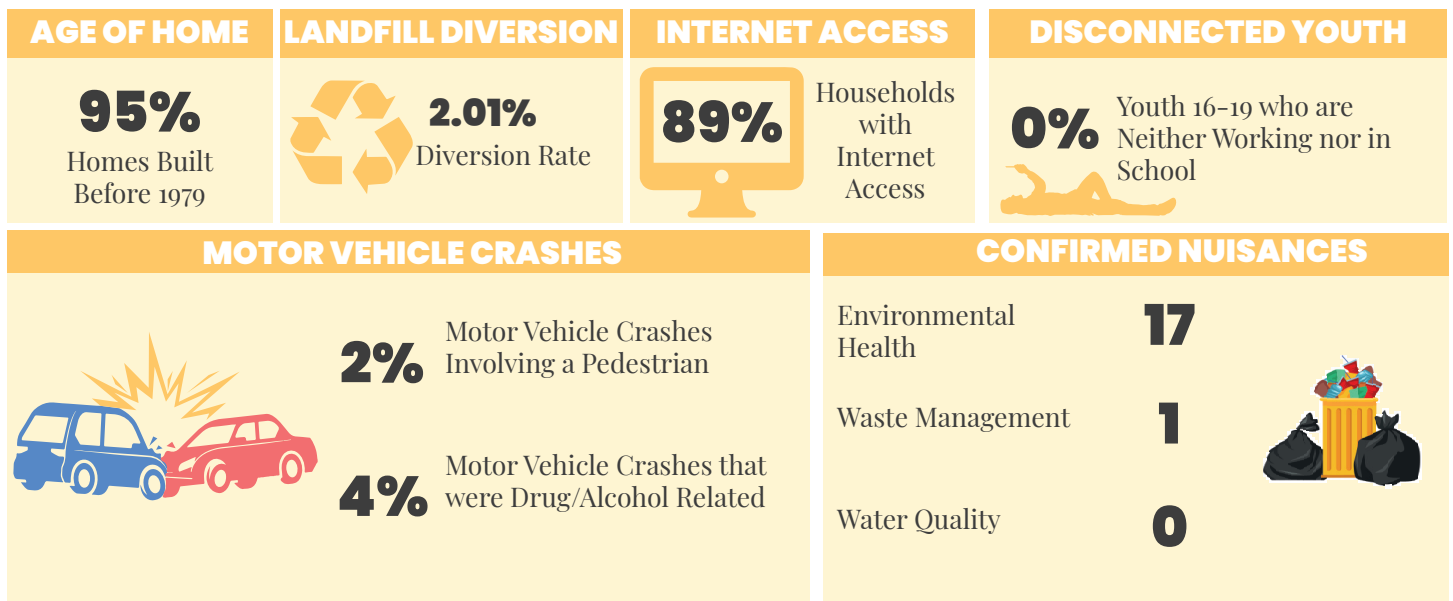 AGE OF HOME
95%
Homes Built
Before 1979
LANDFILL DIVERSION
2.01%
Diversion Rate
INTERNET ACCESS
89%
Households
with
Internet
Access
DISCONNECTED YOUTH
0%
Youth 16-19 who are
Neither Working nor in
School
MOTOR VEHICLE CRASHES
2%
Motor Vehicle Crashes
Involving a Pedestrian
4%
Motor Vehicle Crashes that
were Drug/Alcohol Related
CONFIRMED NUISANCES
Environmental
Health
17
Waste Management
1
Water Quality
0